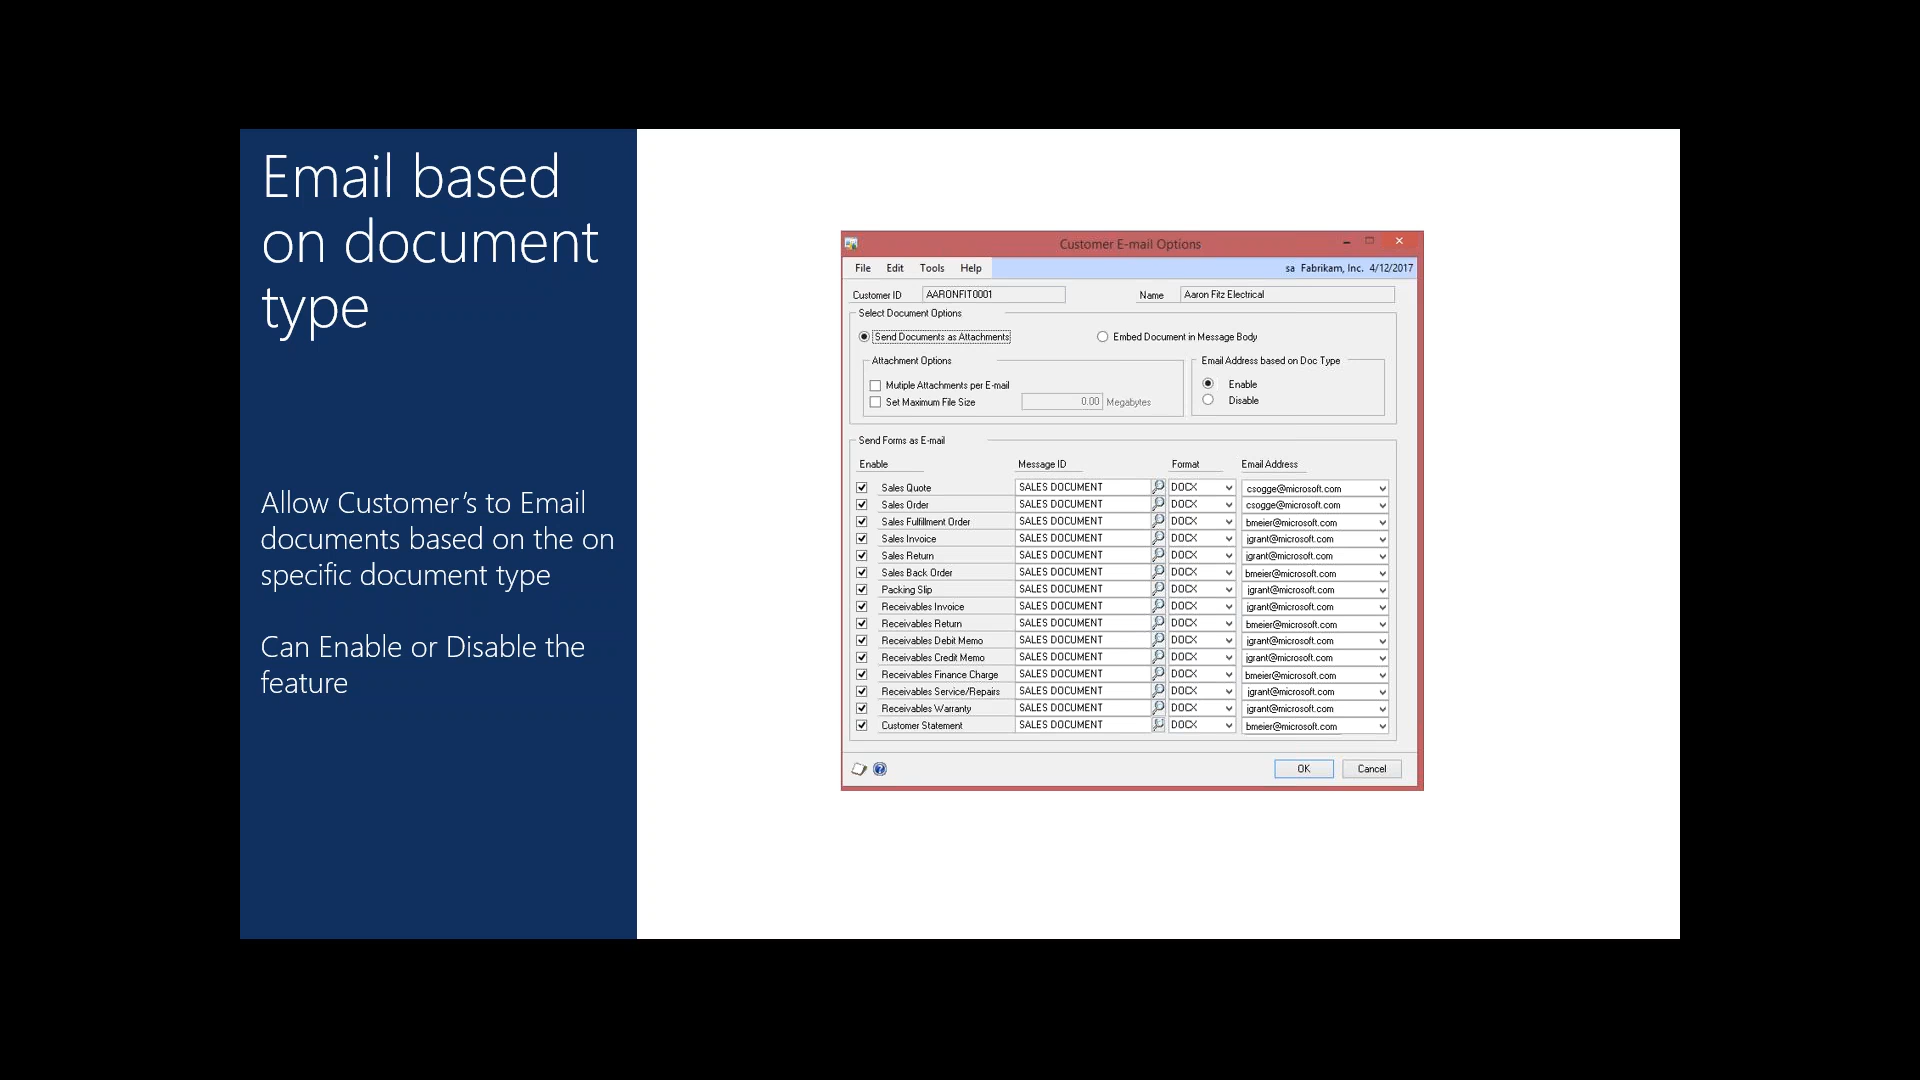 Email based
on document
type
Allow Customer's to Email
documents based on the on
specific document type
Can Enable or Disable the
feature
Customer E-mail Options
File Edit Tools Help sa Fabrikam, Inc. 4/12/2017
Customer ID AARONFIT0001 Name Aaron Fitz Electrical
Select Document Options
Send Documents as Attachments Embed Document in Message Body
Attachment Options Email Address based on Doc Type
Mutiple Attachments per E-mail Enable
Set Maximum File Size 0.00 Megabytes Disable
Send Forms as E-mail
Enable Message ID Format Email Address
Sales Quote SALES DOCUMENT DOCX csogge@microsoft.com
Sales Order SALES DOCUMENT DOCX csogge@microsoft.com
Sales Fulfillment Order SALES DOCUMENT DOCX bmeier@microsoft.com
Sales Invoice SALES DOCUMENT DOCX jgrant@microsoft.com
Sales Return SALES DOCUMENT DOCX jgrant@microsoft.com
Sales Back Order SALES DOCUMENT DOCX bmeier@microsoft.com
Packing Slip SALES DOCUMENT DOCX jgrant@microsoft.com
Receivables Invoice SALES DOCUMENT DOCX jgrant@microsoft.com
Receivables Return SALES DOCUMENT DOCX bmeier@microsoft.com
Receivables Debit Memo SALES DOCUMENT DOCX jgrant@microsoft.com
Receivables Credit Memo SALES DOCUMENT DOCX jgrant@microsoft.com
Receivables Finance Charge SALES DOCUMENT DOCX bmeier@microsoft.com
Receivables Service/Repairs SALES DOCUMENT DOCX jgrant@microsoft.com
Receivables Warranty SALES DOCUMENT DOCX jgrant@microsoft.com
Customer Statement SALES DOCUMENT DOCX bmeier@microsoft.com
OK Cancel